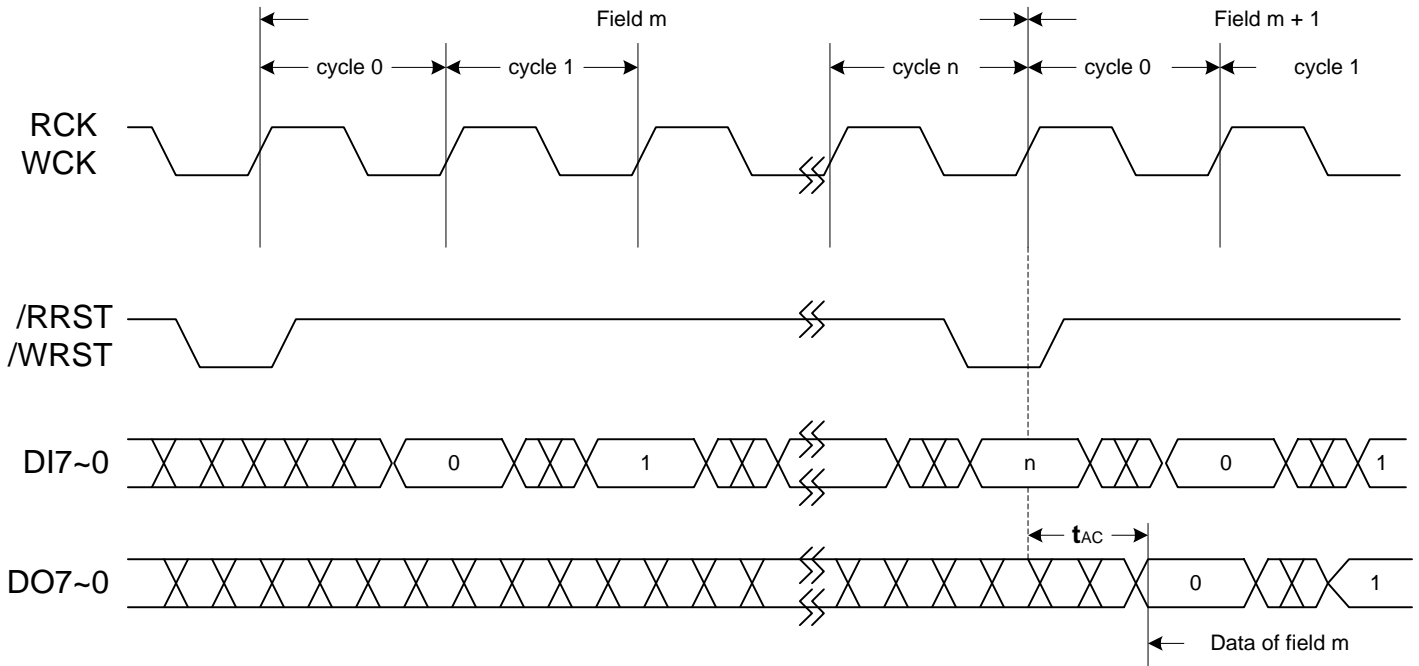 Field m Field m + 1
cycle 0 cycle 1 cycle n cycle 0 cycle 1
RCK
WCK
/RRST
/WRST
DI7~0 0 1 n 0 1
tAC
DO7~0 0 1
Data of field m